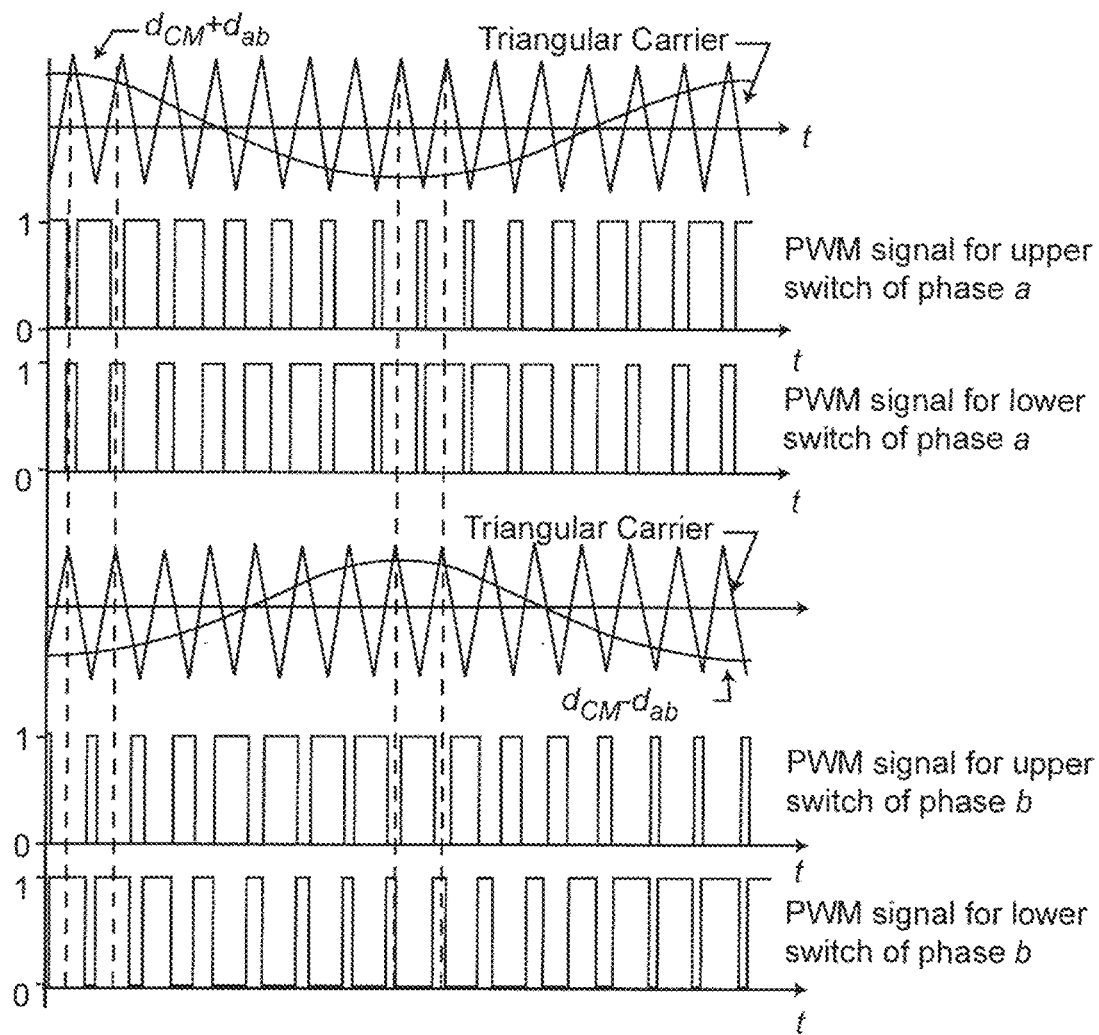 d_CM+d_ab
Triangular Carrier
t
1
0
PWM signal for upper
switch of phase a
t
1
0
PWM signal for lower
switch of phase a
t
Triangular Carrier
d_CM-d_ab
1
0
PWM signal for upper
switch of phase b
t
1
0
PWM signal for lower
switch of phase b
t